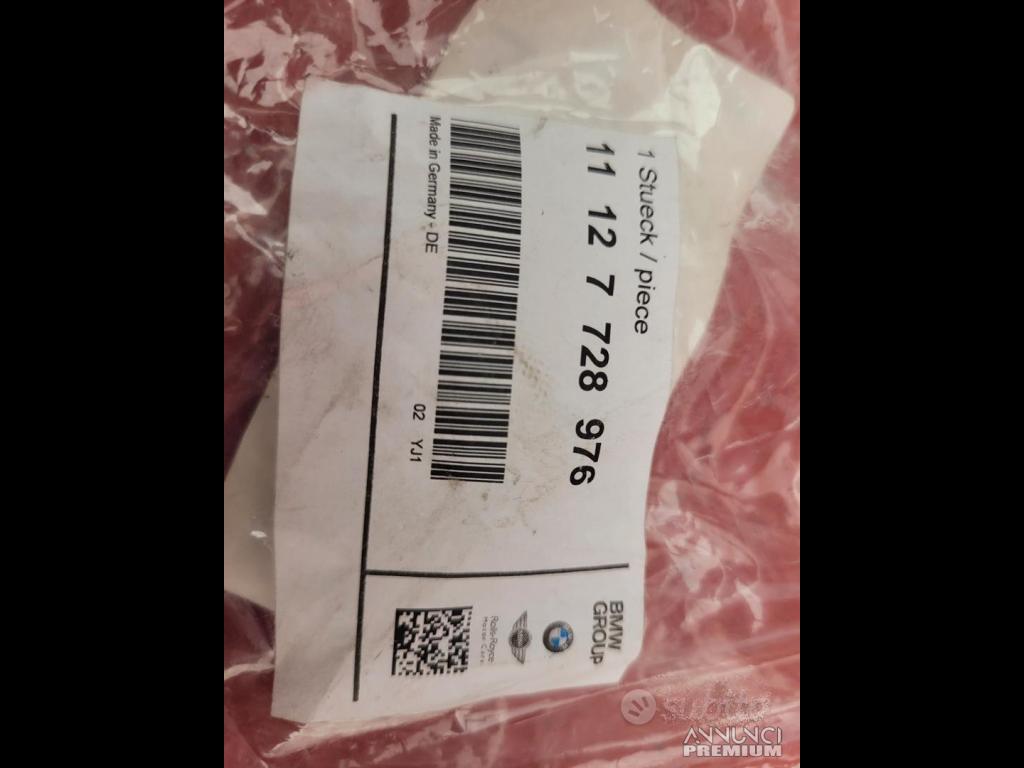 1 Stueck / piece
11 12 7 728 976
Made in Germany - DE
02 YJ1
BMW
GROUP
Rolls-Royce
Motor Cars
subito
ANNUNCI
PREMIUM